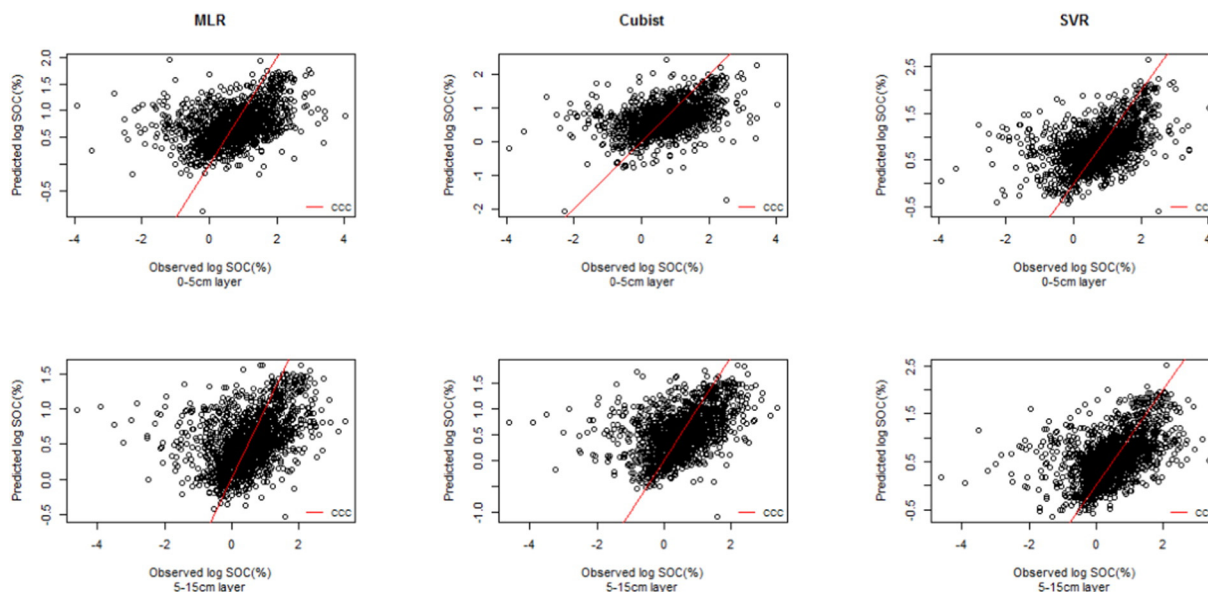 MLR Cubist SVR
Predicted log SOC(%)
2.0
1.5
1.0
0.5
-0.5
-4 -2 0 2 4
CCC
Observed log SOC(%)
0-5cm layer
Predicted log SOC(%)
2
1
0
-1
-2
-4 -2 0 2 4
CCC
Observed log SOC(%)
0-5cm layer
Predicted log SOC(%)
2.5
1.5
0.5
-0.5
-4 -2 0 2 4
CC
Observed log SOC(%)
0-5cm layer
Predicted log SOC(%)
1.5
1.0
0.5
0.0
-0.5
-4 -2 0 2
CCC
Observed log SOC(%)
5-15cm layer
Predicted log SOC(%)
1.5
0.5
0.0
-1.0
-4 -2 0 2
CCC
Observed log SOC(%)
5-15cm layer
Predicted log SOC(%)
2.5
1.5
0.5
-0.5
-4 -2 0 2
CC
Observed log SOC(%)
5-15cm layer